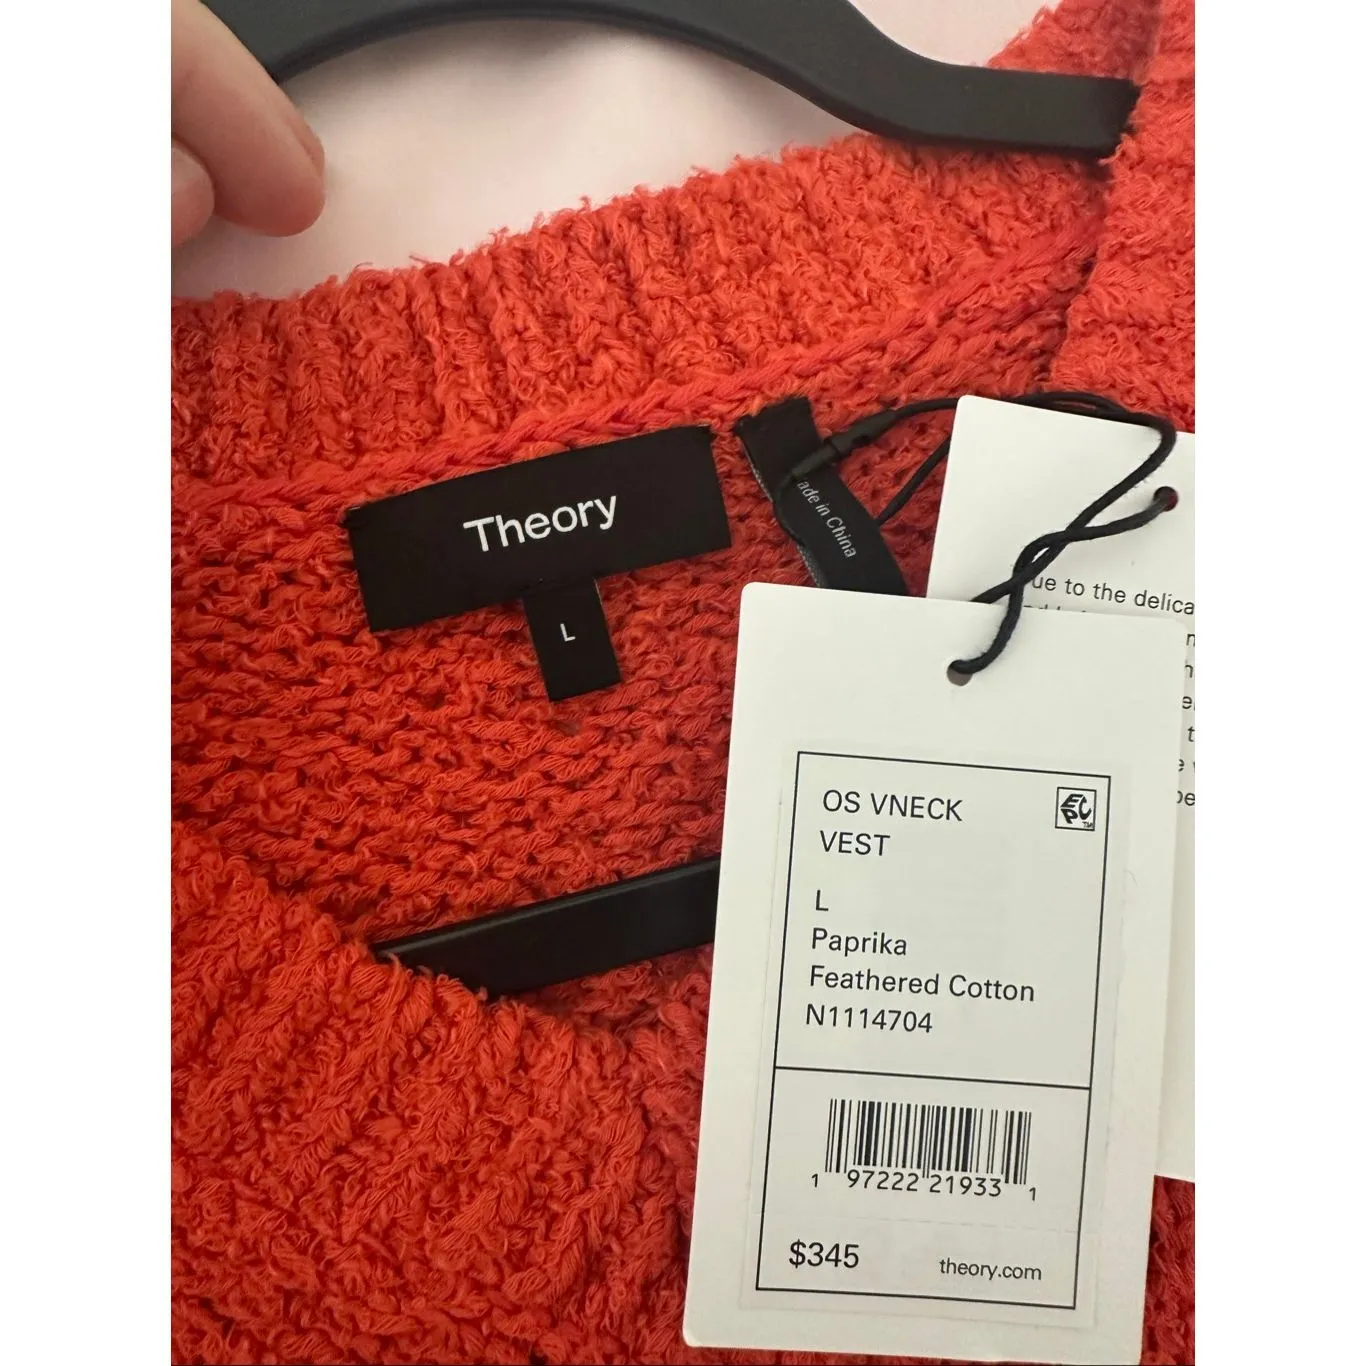 Theory
L
ade in China
ue to the delica
OS VNECK
VEST
L
Paprika
Feathered Cotton
N1114704
1 97222 21933 1
$345
theory.com